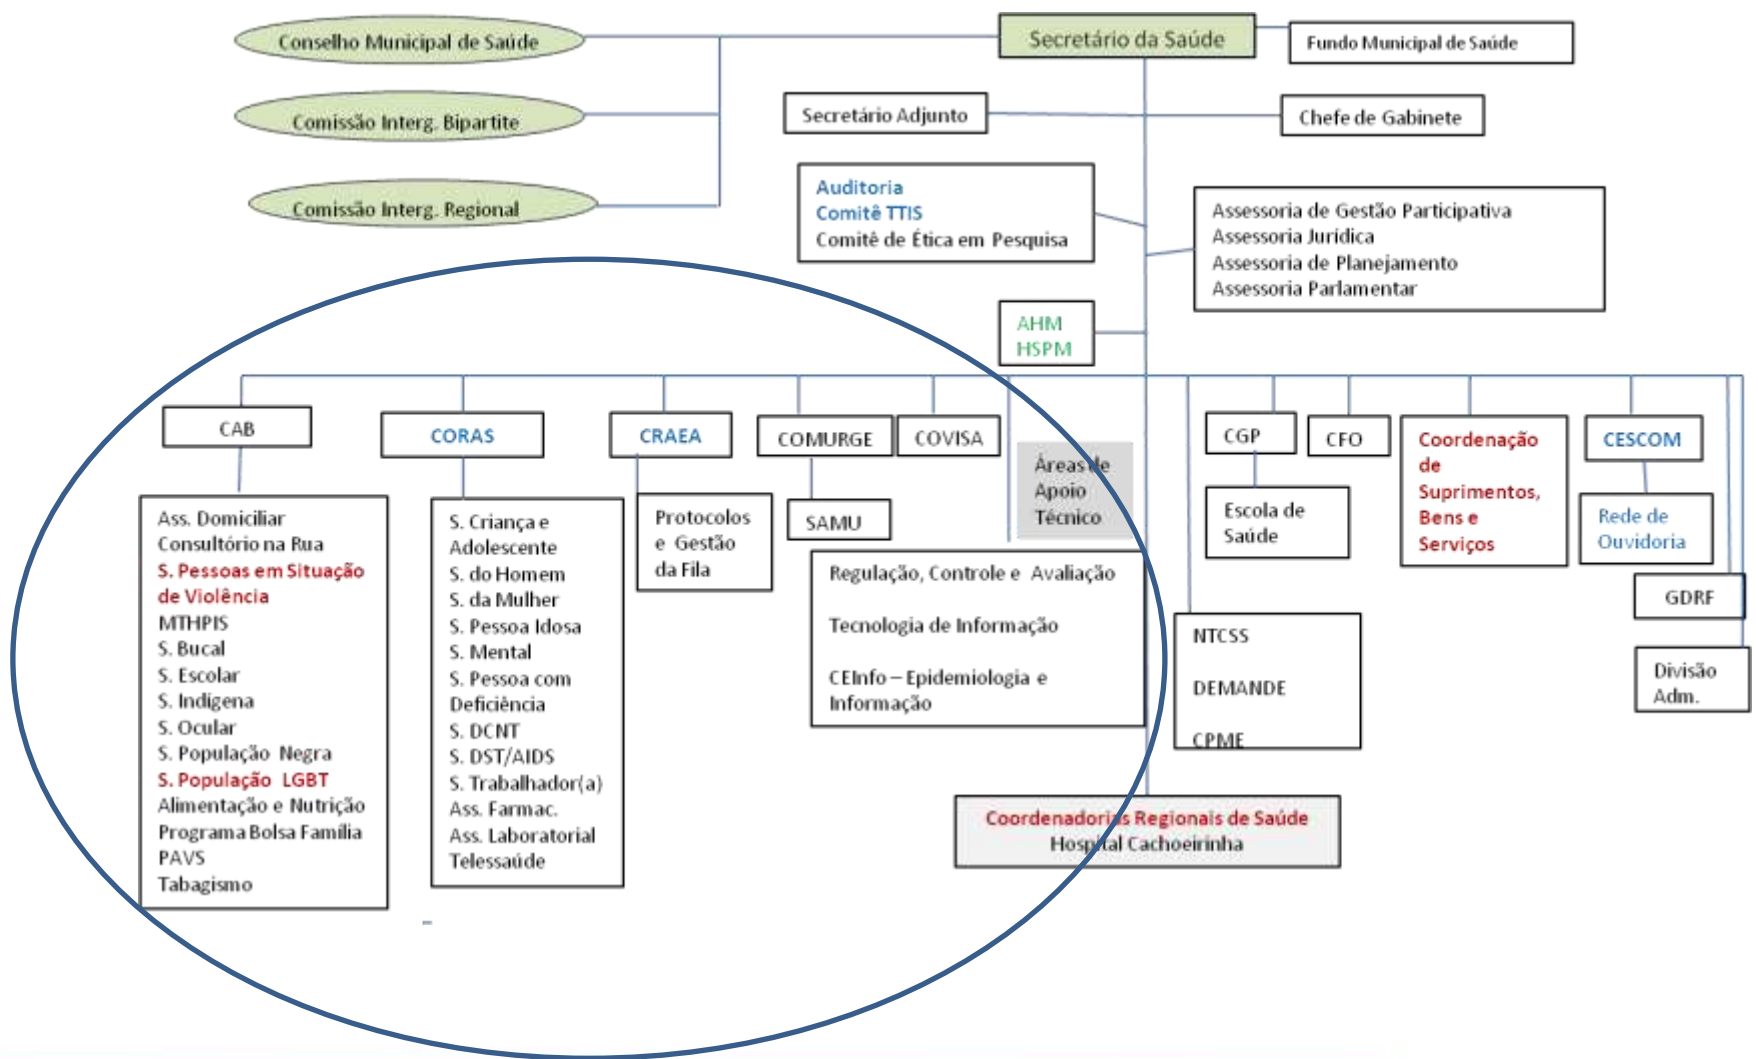 Conselho Municipal de Saúde
Secretário da Saúde
Fundo Municipal de Saúde
Comissão Interg. Bipartite
Secretário Adjunto
Chefe de Gabinete
Comissão Interg. Regional
Auditoria
Comitê TTIS
Comitê de Ética em Pesquisa
Assessoria de Gestão Participativa
Assessoria Jurídica
Assessoria de Planejamento
Assessoria Parlamentar
AHM
HSPM
CAB
Ass. Domiciliar
Consultório na Rua
S. Pessoas em Situação
de Violência
MTHPIS
S. Bucal
S. Escolar
S. Indígena
S. Ocular
S. População Negra
S. População LGBT
Alimentação e Nutrição
Programa Bolsa Família
PAVS
Tabagismo
CORAS
S. Criança e
Adolescente
S. do Homem
S. da Mulher
S. Pessoa Idosa
S. Mental
S. Pessoa com
Deficiência
S. DCNT
S. DST/AIDS
S. Trabalhador(a)
Ass. Farmac.
Ass. Laboratorial
Telessaúde
CRAEA
Protocolos
e Gestão
da Fila
COMURGE
SAMU
COVISA
Áreas de
Apoio
Técnico
Regulação, Controle e Avaliação
Tecnologia de Informação
CEInfo – Epidemiologia e
Informação
NTCSS
DEMANDE
CPME
CGP
Escola de
Saúde
CFO
Coordenação
de
Suprimentos,
Bens e
Serviços
CESCOM
Rede de
Ouvidoria
GDRF
Divisão
Adm.
Coordenadorias Regionais de Saúde
Hospital Cachoeirinha